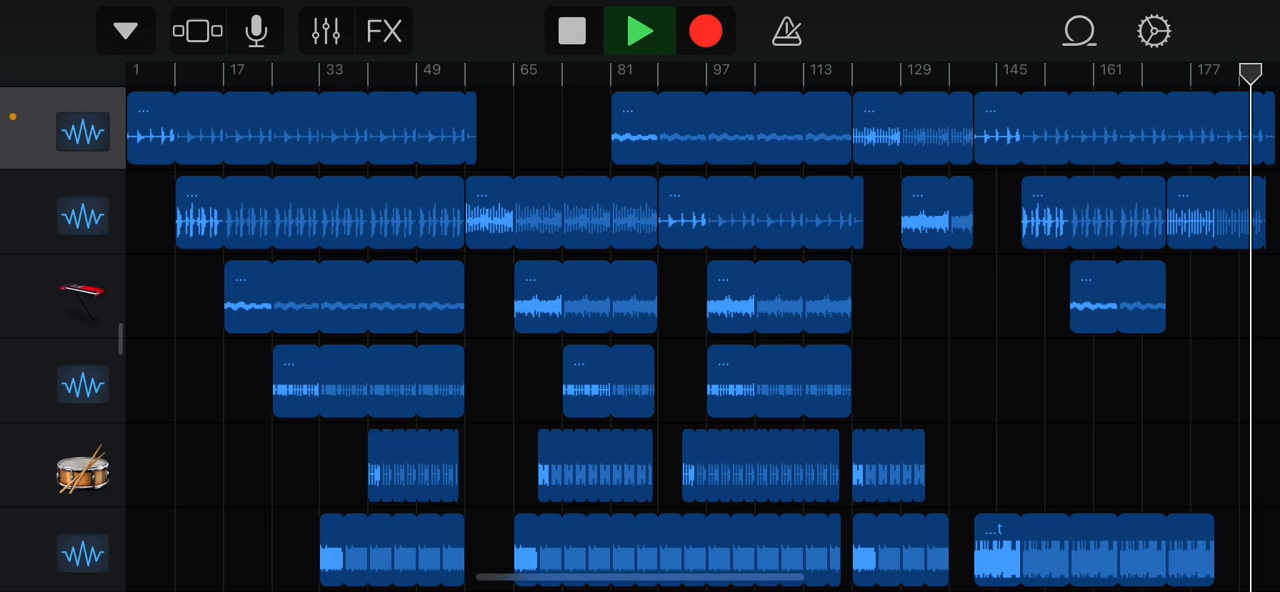 FX
1 17 33 49 65 81 97 113 129 145 161 177
... ... ... ...
... ... ... ... ... ...
... ... ... ...
... ... ...
...t